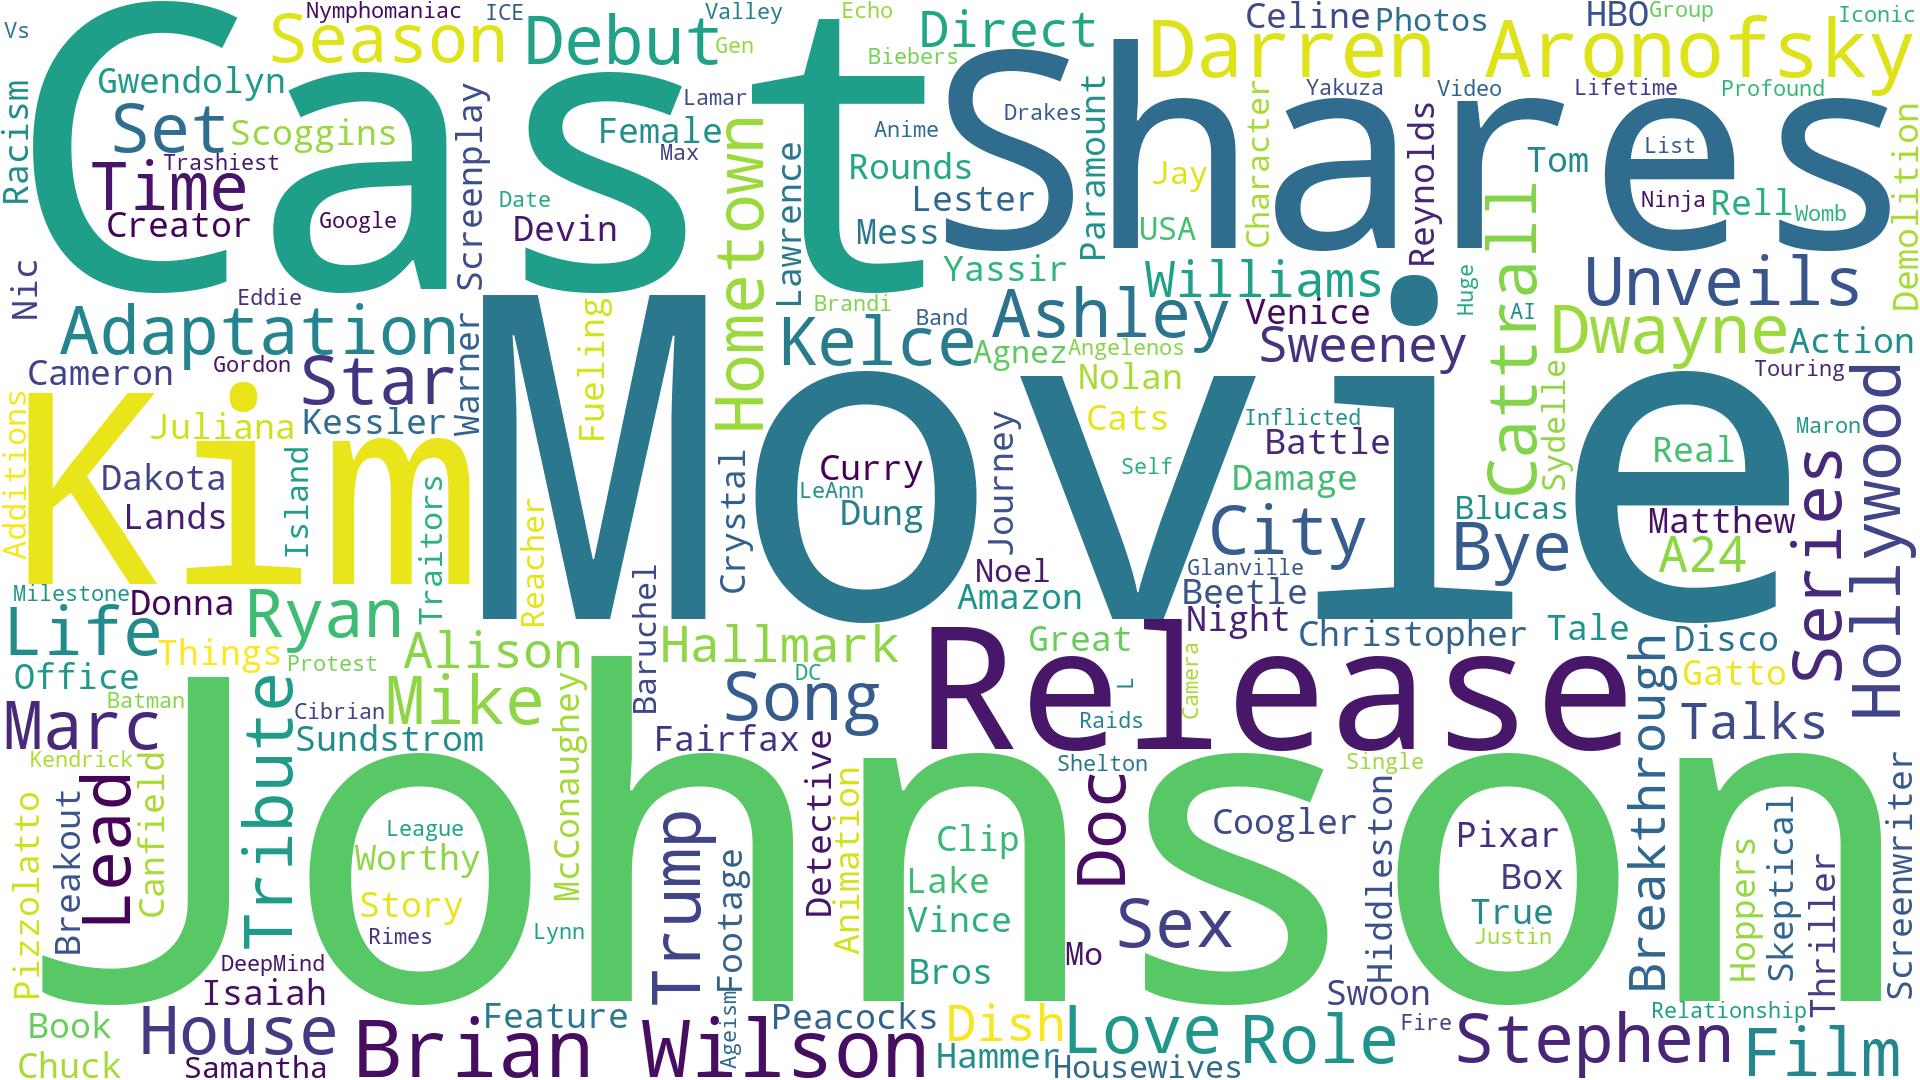 Vs
Nymphomaniac
ICE
Valley
Echo
Celine
Photos
HBO
Group
Iconic
Season
Debut
Gen
Direct
Biebers
Darren
Aronofsky
Cast
Shares
Racism
Gwendolyn
Set
Scoggins
Trashiest
Time
Creator
Google
Screenplay
Date
Devin
Female
Lamar
Max
Hometown
Lawrence
Anime
Rounds
Lester
Mess
Drakes
Paramount
Jay
USA
Character
Yakuza
Video
Reynolds
Lifetime
Profound
Tom
List
Ninja
Rell
Womb
Demolition
Nic
Eddie
Adaptation
Gordon
Cameron
Star
Warner
Fueling
Yassir
Brandi
Band
Kelce
Ashley
Agnez
Angelenos
Williams
Venice
Sweeney
Huge
AI
Cattrall
Unveils
Dwayne
Action
Touring
Kim
Movie
Additions
Juliana
Kessler
Dakota
Lands
Island
Traitors
Reacher
Crystal
Curry
LeAnn
Dung
Journey
Nolan
Cats
Self
Inflicted
Battle
Damage
City
Sydelle
Blucas
Bye
Real
Matthew
A24
Maron
Series
Hollywood
Milestone
Donna
Life
Ryan
Things
Protest
Office
Batman
Alison
Mike
Baruchel
Hallmark
Noel
Amazon
Glanville
Beetle
Night
Christopher
Tale
Disco
Gatto
Talks
Great
DC
Song
L
Raids
Camera
Release
Marc
Kendrick
Tribute
Cibrian
Sundstrom
McConaughey
Fairfax
Shelton
Single
Breakthrough
Johnson
Pizzolatto
Breakout
Lead
Canfield
League
Worthy
Story
Rimes
Lynn
Trump
Footage
Detective
Animation
Clip
Lake
Vince
Bros
Mo
Doc
Sex
Coogler
Hiddleston
Pixar
Box
True
Justin
Hoppers
Skeptical
Thriller
Screenwriter
DeepMind
Isaiah
Book
Chuck
House
Samantha
Brian
Wilson
Feature
Ageism
Peacocks
Dish
Hammer
Love
Housewives
Role
Swoon
Fire
Stephen
Relationship
Film